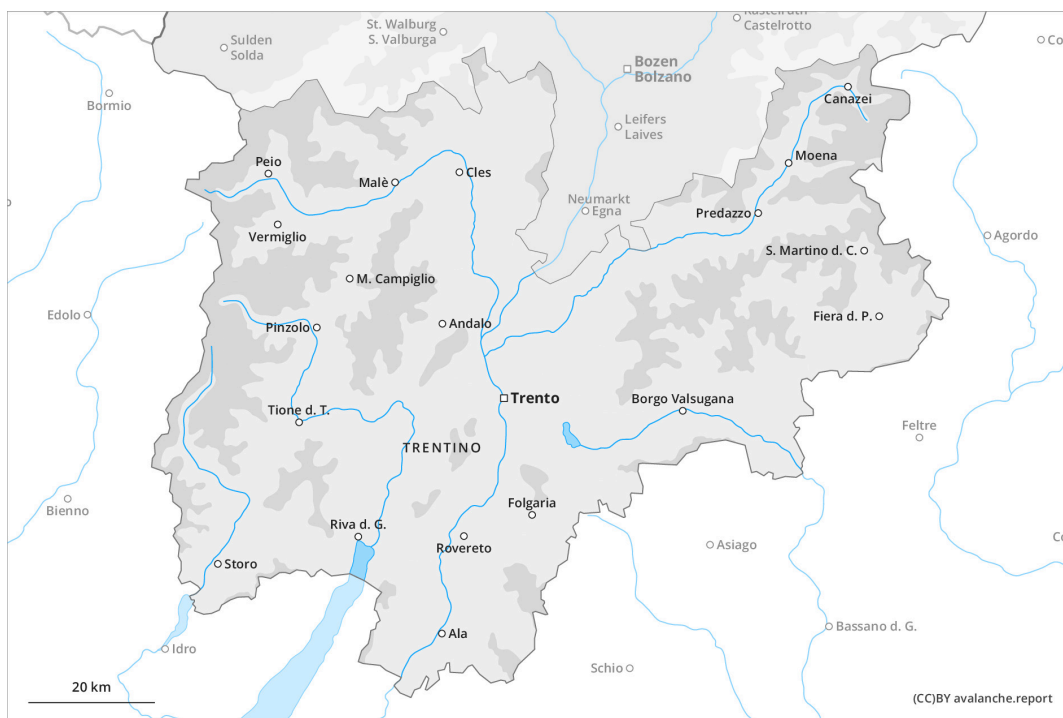 Kastelruth
Castelrotto
St. Walburg
S. Valburga
Sulden
Solda
Co
Bozen
Bolzano
Bormio
Canazei
Leifers
Laives
Moena
Peio
Malè
Cles
Neumarkt
Egna
Predazzo
Vermiglio
Agordo
S. Martino d. C.
M. Campiglio
Edolo
Pinzolo
Andalo
Fiera d. P.
Trento
Borgo Valsugana
Tione d. T.
Feltre
TRENTINO
Bienno
Folgaria
Riva d. G.
Rovereto
Asiago
Co
Storo
Ala
Bassano d. G.
Idro
Schio
20 km
(CC)BY avalanche.report